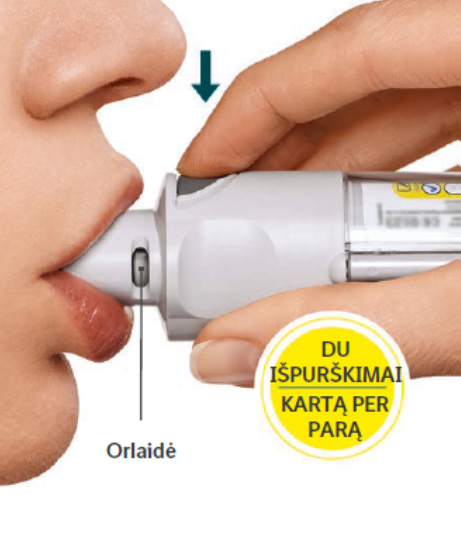 DU
IŠPURŠKIMAI
KARTĄ PER
PARĄ
Orlaidė